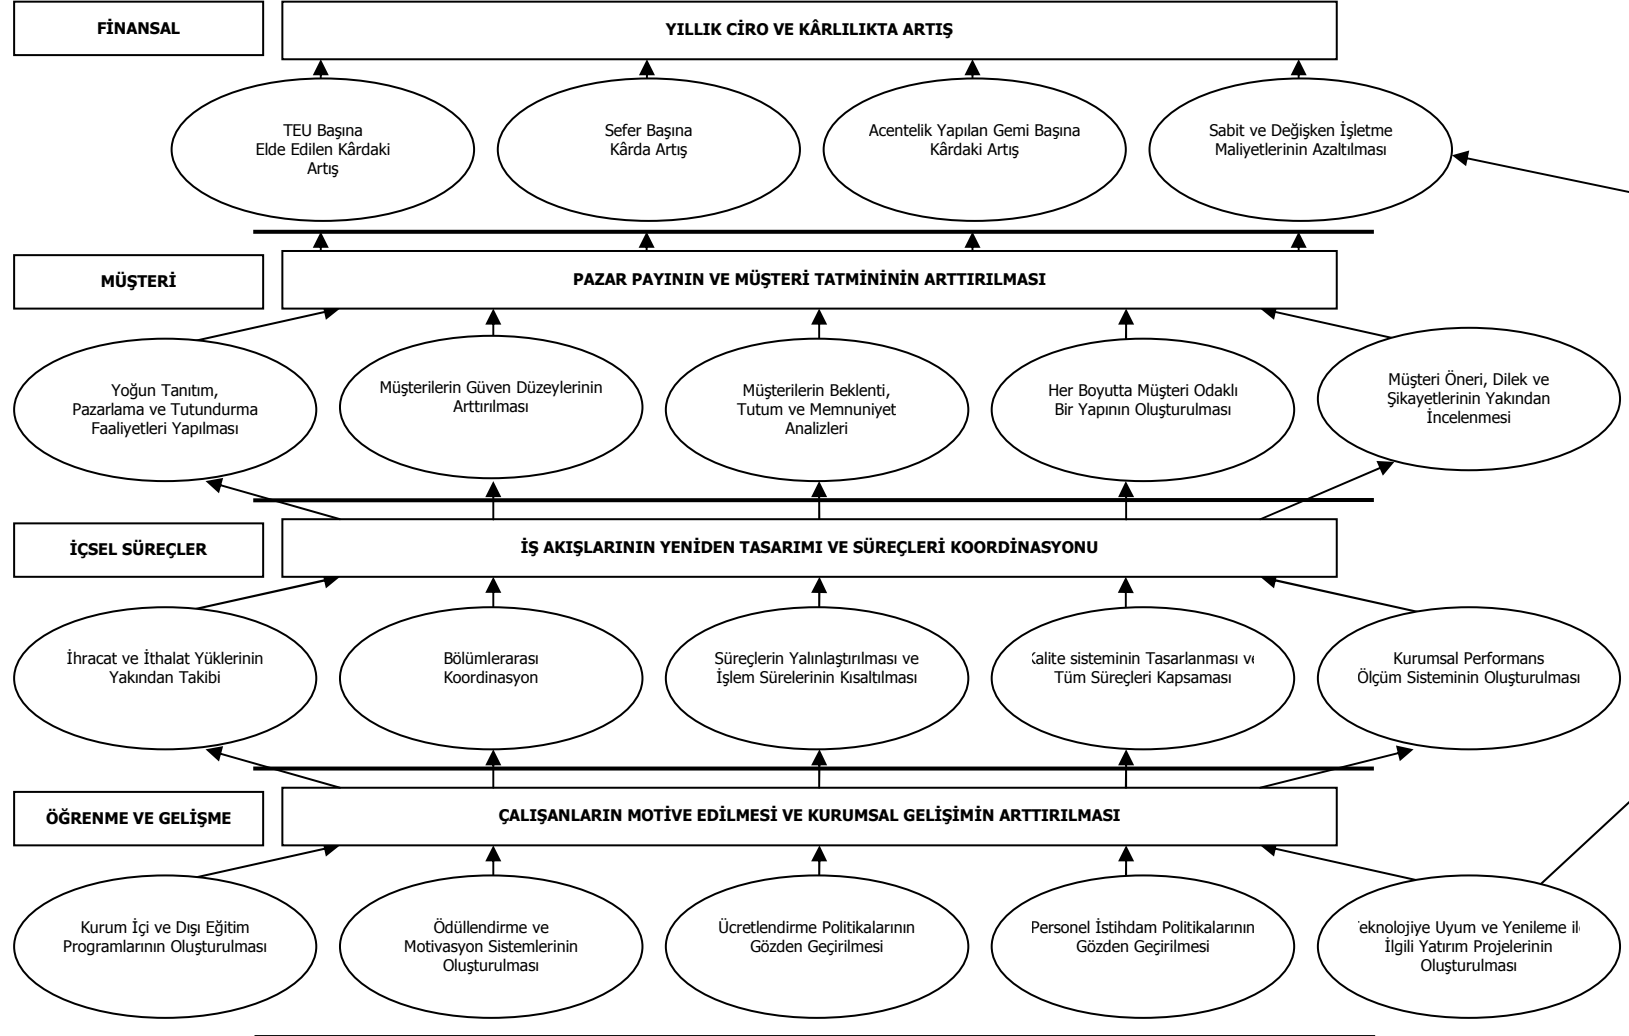 FİNANSAL
YILLIK CİRO VE KÂRLILIKTA ARTIŞ
TEU Başına
Elde Edilen Kârdaki
Artış
Sefer Başına
Kârda Artış
Acentelik Yapılan Gemi Başına
Kârdaki Artış
Sabit ve Değişken İşletme
Maliyetlerinin Azaltılması
MÜŞTERİ
PAZAR PAYININ VE MÜŞTERİ TATMİNİNİN ARTTIRILMASI
Yoğun Tanıtım,
Pazarlama ve Tutundurma
Faaliyetleri Yapılması
Müşterilerin Güven Düzeylerinin
Arttırılması
Müşterilerin Beklenti,
Tutum ve Memnuniyet
Analizleri
Her Boyutta Müşteri Odaklı
Bir Yapının Oluşturulması
Müşteri Öneri, Dilek ve
Şikayetlerinin Yakından
İncelenmesi
İÇSEL SÜREÇLER
İŞ AKIŞLARININ YENİDEN TASARIMI VE SÜREÇLERİ KOORDİNASYONU
İhracat ve İthalat Yüklerinin
Yakından Takibi
Bölümlerarası
Koordinasyon
Süreçlerin Yalınlaştırılması ve
İşlem Sürelerinin Kısaltılması
sisteminin Tasarlanması
Tüm Süreçleri Kapsaması
Kurumsal Performans
Ölçüm Sisteminin Oluşturulması
ÖĞRENME VE GELİŞME
ÇALIŞANLARIN MOTİVE EDİLMESİ VE KURUMSAL GELİŞİMİN ARTTIRILMASI
Kurum İçi ve Dışı Eğitim
Programlarının Oluşturulması
Ödüllendirme ve
Motivasyon Sistemlerinin
Oluşturulması
Ücretlendirme Politikalarının
Gözden Geçirilmesi
Personel İstihdam Politikalarının
Gözden Geçirilmesi
Uyum ve Yenileme
İlgili Yatırım Projelerinin
Oluşturulması